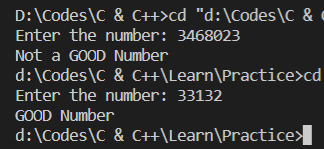 D:\Codes\C & C++>cd "d:\Codes\C & 
Enter the number: 3468023
Not a GOOD Number
d:\Codes\C & C++\Learn\Practice>cd
Enter the number: 33132
GOOD Number
d:\Codes\C & C++\Learn\Practice>